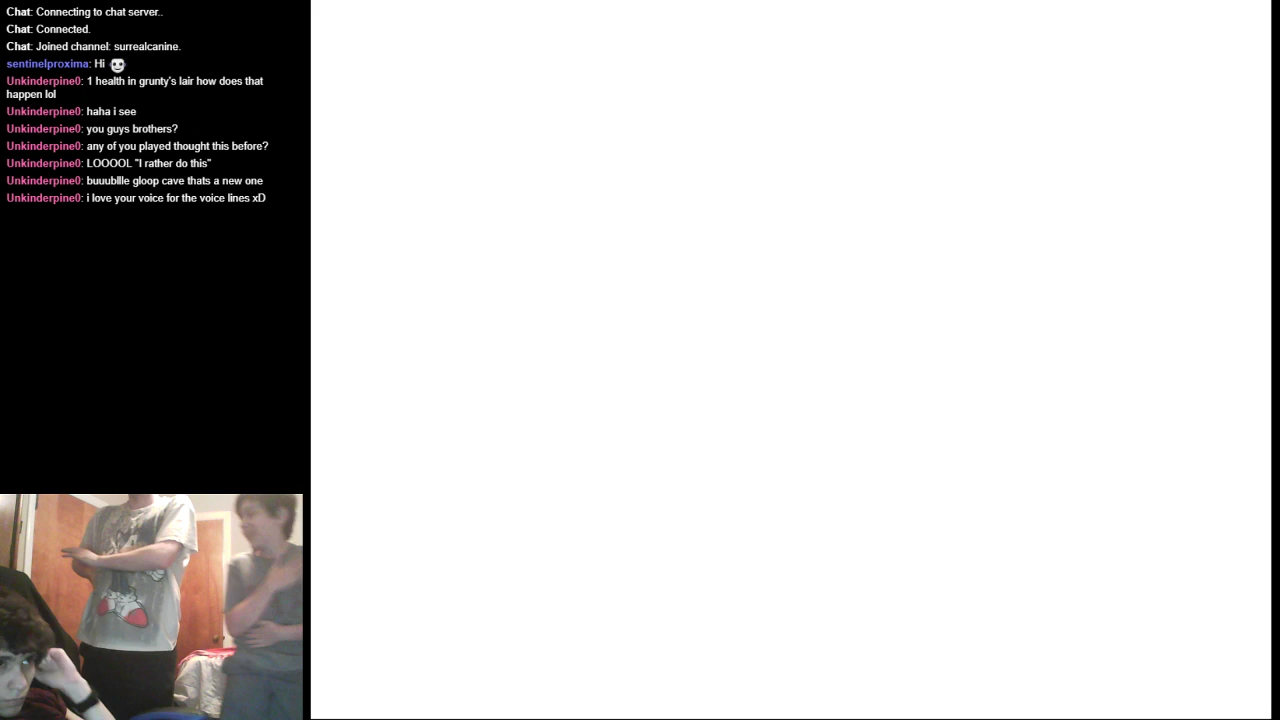 Chat: Connecting to chat server..
Chat: Connected.
Chat: Joined channel: surrealcanine.
sentinelproxima: Hi
Unkinderpine0: 1 health in grunty's lair how does that
happen lol
Unkinderpine0: haha i see
Unkinderpine0: you guys brothers?
Unkinderpine0: any of you played thought this before?
Unkinderpine0: LOOOOL "I rather do this"
Unkinderpine0: buuubllle gloop cave thats a new one
Unkinderpine0: i love your voice for the voice lines xD